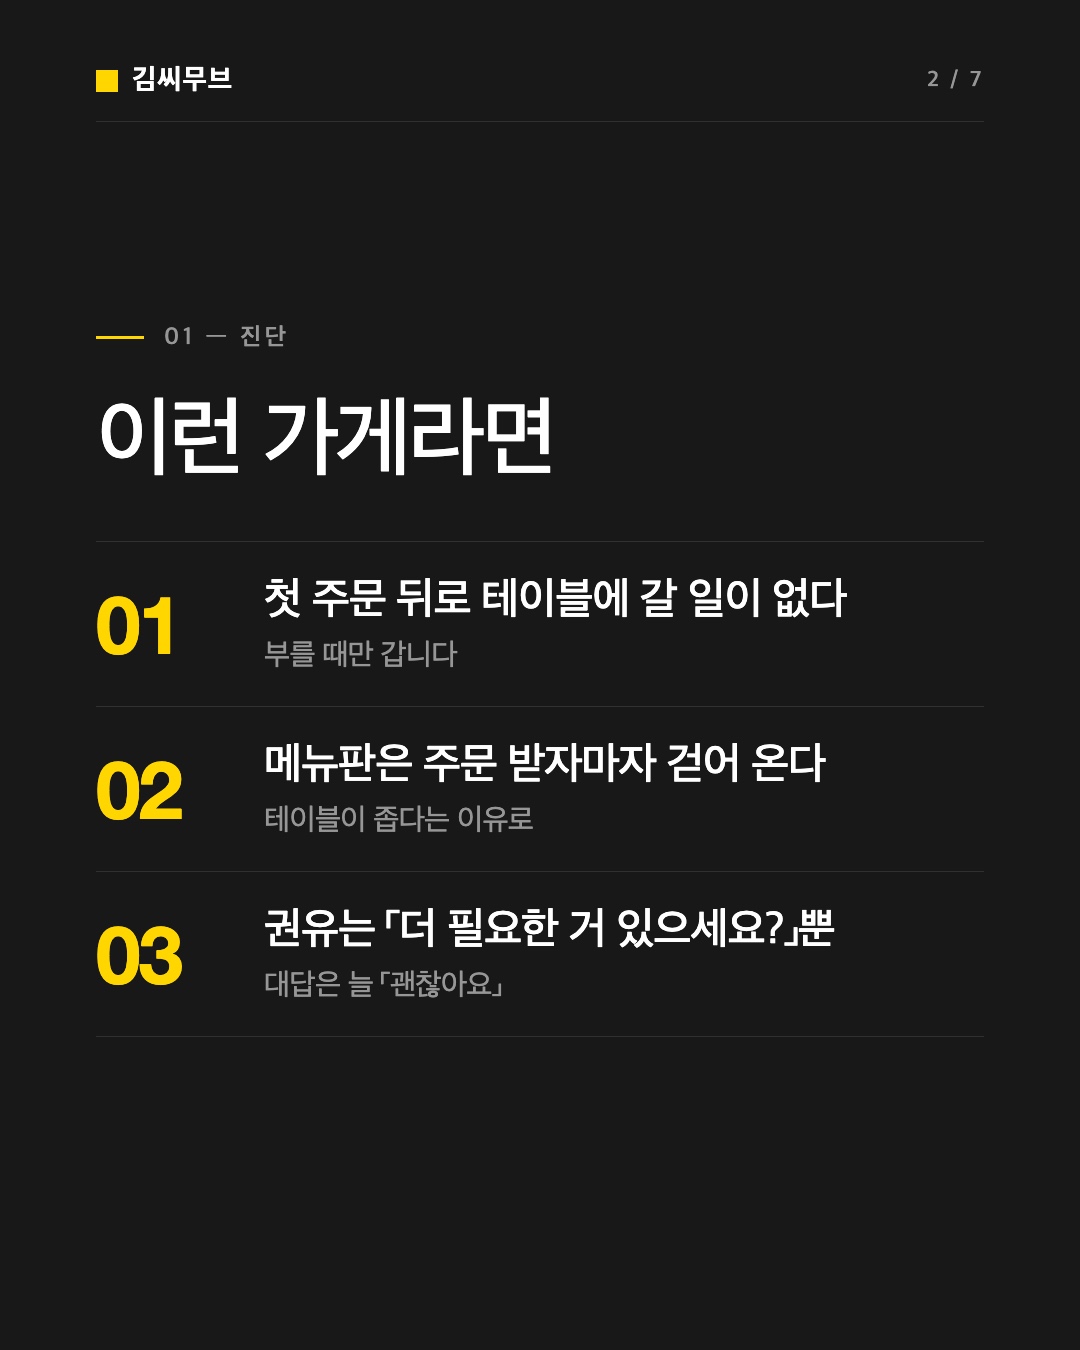 김씨무브
2 / 7
01 — 진단
이런 가게라면
01
첫 주문 뒤로 테이블에 갈 일이 없다
부를 때만 갑니다
02
메뉴판은 주문 받자마자 걷어 온다
테이블이 좁다는 이유로
03
권유는 「더 필요한 거 있으세요?」뿐
대답은 늘 「괜찮아요」